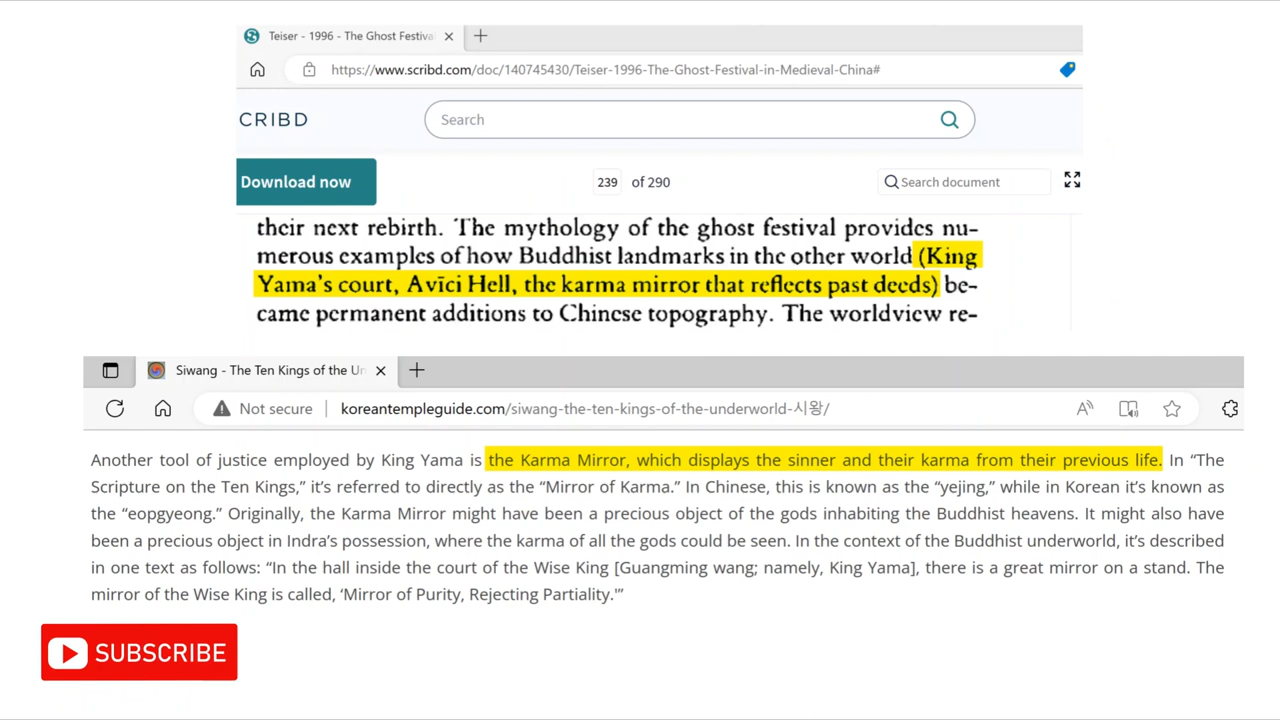 Teiser - 1996 - The Ghost Festiva
https://www.scribd.com/doc/140745430/Teiser-1996-The-Ghost-Festival-in-Medieval-China#
CRIBD
Search
Download now
239 of 290
Search document
their next rebirth. The mythology of the ghost festival provides nu-
merous examples of how Buddhist landmarks in the other world (King
Yama's court, Avīci Hell, the karma mirror that reflects past deeds) be-
came permanent additions to Chinese topography. The worldview re-
Siwang - The Ten Kings of the Un
Not secure
koreantempleguide.com/siwang-the-ten-kings-of-the-underworld-시왕/
Another tool of justice employed by King Yama is the Karma Mirror, which displays the sinner and their karma from their previous life. In “The
Scripture on the Ten Kings,” it’s referred to directly as the “Mirror of Karma.” In Chinese, this is known as the “yejing,” while in Korean it’s known as
the “eopgyeong.” Originally, the Karma Mirror might have been a precious object of the gods inhabiting the Buddhist heavens. It might also have
been a precious object in Indra’s possession, where the karma of all the gods could be seen. In the context of the Buddhist underworld, it’s described
in one text as follows: “In the hall inside the court of the Wise King [Guangming wang; namely, King Yama], there is a great mirror on a stand. The
mirror of the Wise King is called, ‘Mirror of Purity, Rejecting Partiality.'”
SUBSCRIBE